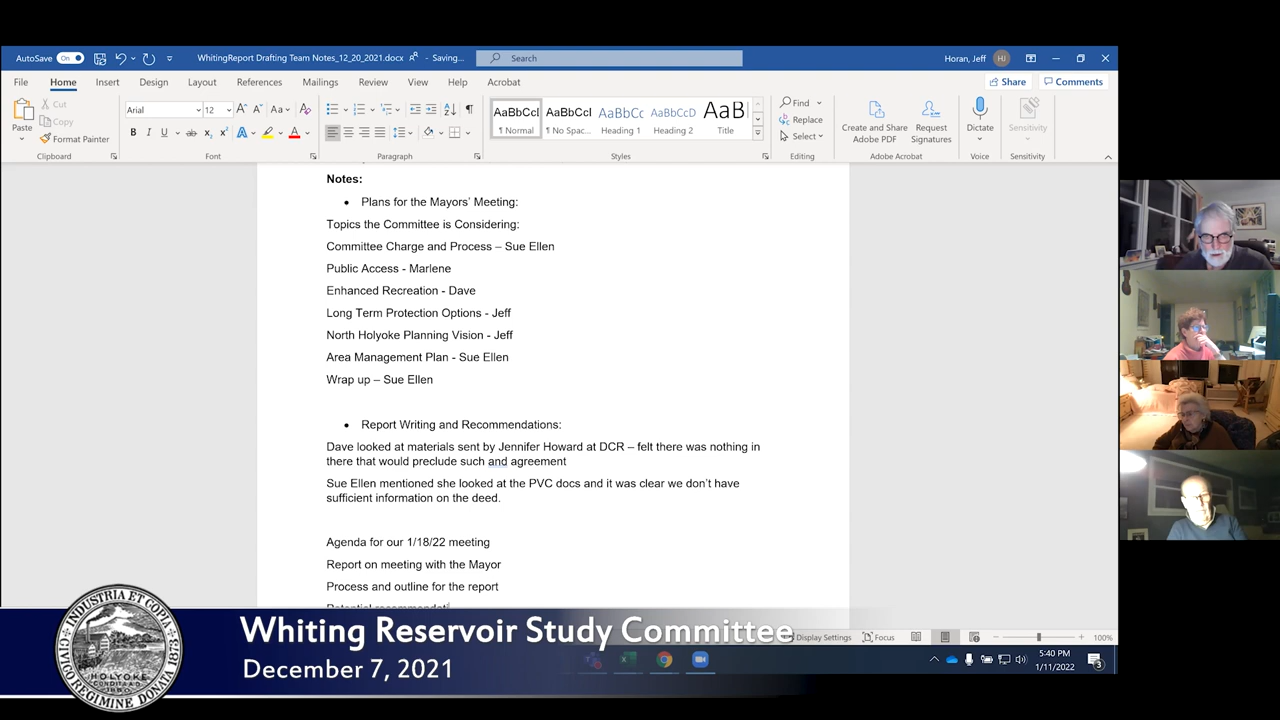 AutoSave On WhitingReport Drafting Team Notes_12_20_2021.docx Saving... Search Horan, Jeff HJ
File Home Insert Design Layout References Mailings Review View Help Acrobat Share Comments
Paste Cut Copy Format Painter
Arial 12
AaBbCcI AaBbCcI AaBbCc AaBbCcD AaB
¶ Normal ¶ No Spac... Heading 1 Heading 2 Title
Find Replace Select
Create and Share Adobe PDF Request Signatures Dictate Sensitivity
Clipboard Font Paragraph Styles Editing Adobe Acrobat Voice Sensitivity
Notes:
• Plans for the Mayors' Meeting:
Topics the Committee is Considering:
Committee Charge and Process – Sue Ellen
Public Access - Marlene
Enhanced Recreation - Dave
Long Term Protection Options - Jeff
North Holyoke Planning Vision - Jeff
Area Management Plan - Sue Ellen
Wrap up – Sue Ellen
• Report Writing and Recommendations:
Dave looked at materials sent by Jennifer Howard at DCR – felt there was nothing in
there that would preclude such and agreement
Sue Ellen mentioned she looked at the PVC docs and it was clear we don't have
sufficient information on the deed.
Agenda for our 1/18/22 meeting
Report on meeting with the Mayor
Process and outline for the report
Potential recommendati
Display Settings Focus 100%
Whiting Reservoir Study Committee
December 7, 2021
5:40 PM
1/11/2022
3
INDUSTRIA ET COPIA
HOLYOKE